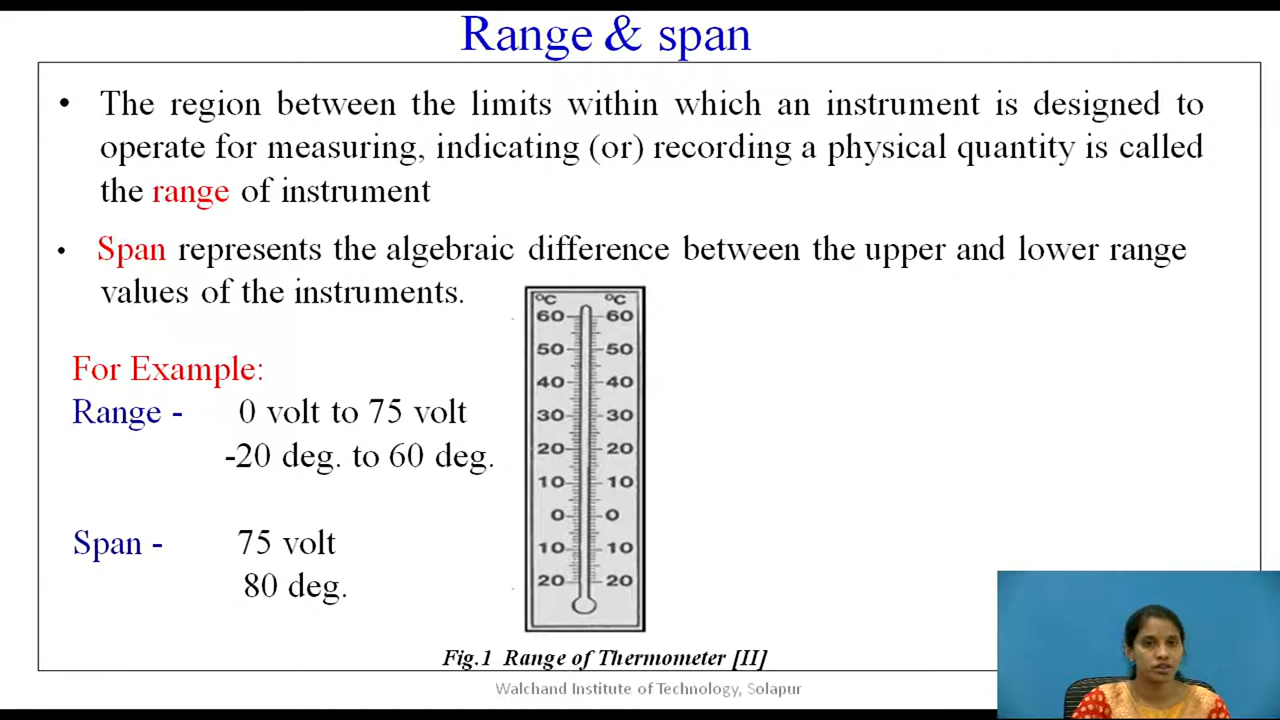 Range & span
• The region between the limits within which an instrument is designed to
operate for measuring, indicating (or) recording a physical quantity is called
the range of instrument
• Span represents the algebraic difference between the upper and lower range
values of the instruments.
For Example:
Range - 0 volt to 75 volt
-20 deg. to 60 deg.
Span - 75 volt
80 deg.
°C °C
60 60
50 50
40 40
30 30
20 20
10 10
0 0
10 10
20 20
Fig.1 Range of Thermometer [II]
Walchand Institute of Technology, Solapur